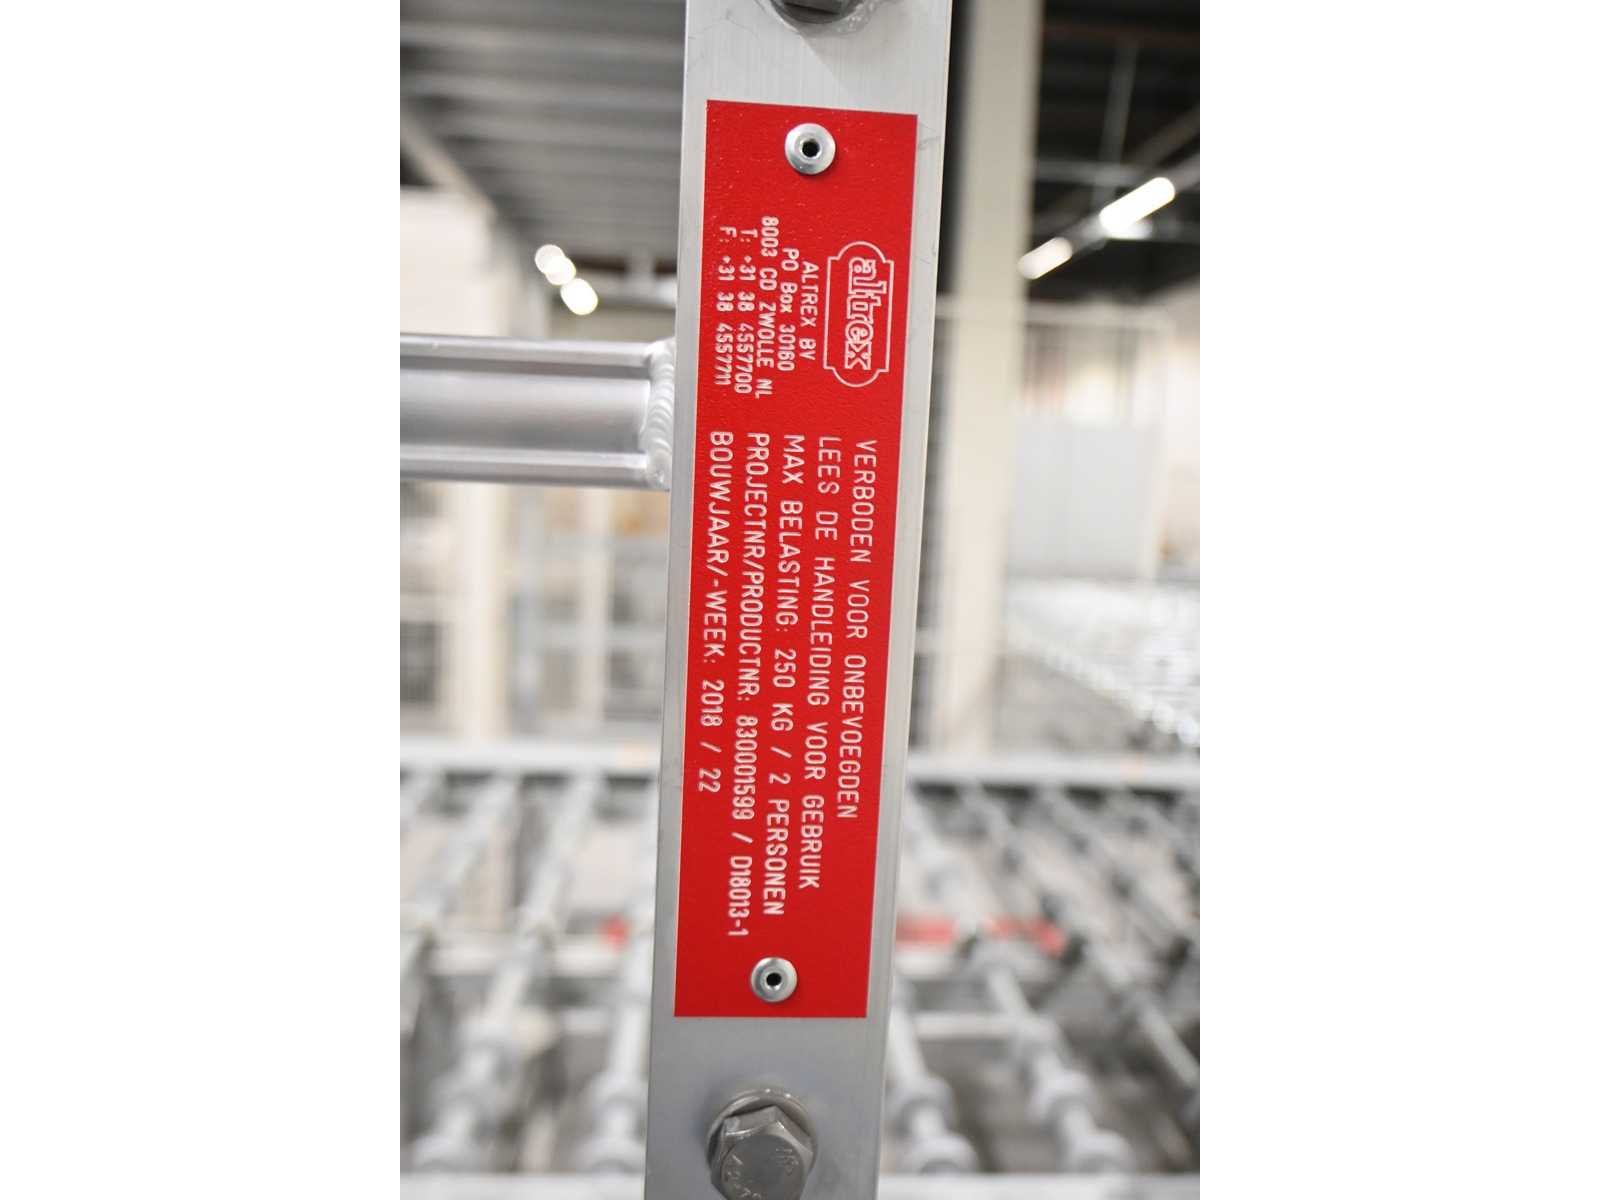 altrex
ALTREX BV
PO Box 30160
8003 CD ZWOLLE NL
T: +31 38 4557700
F: +31 38 4557711
VERBODEN VOOR ONBEVOEGDEN
LEES DE HANDLEIDING VOOR GEBRUIK
MAX BELASTING: 250 KG / 2 PERSONEN
PROJECTNR/PRODUCTNR: 830001599 / D18013-1
BOUWJAAR/-WEEK: 2018 / 22